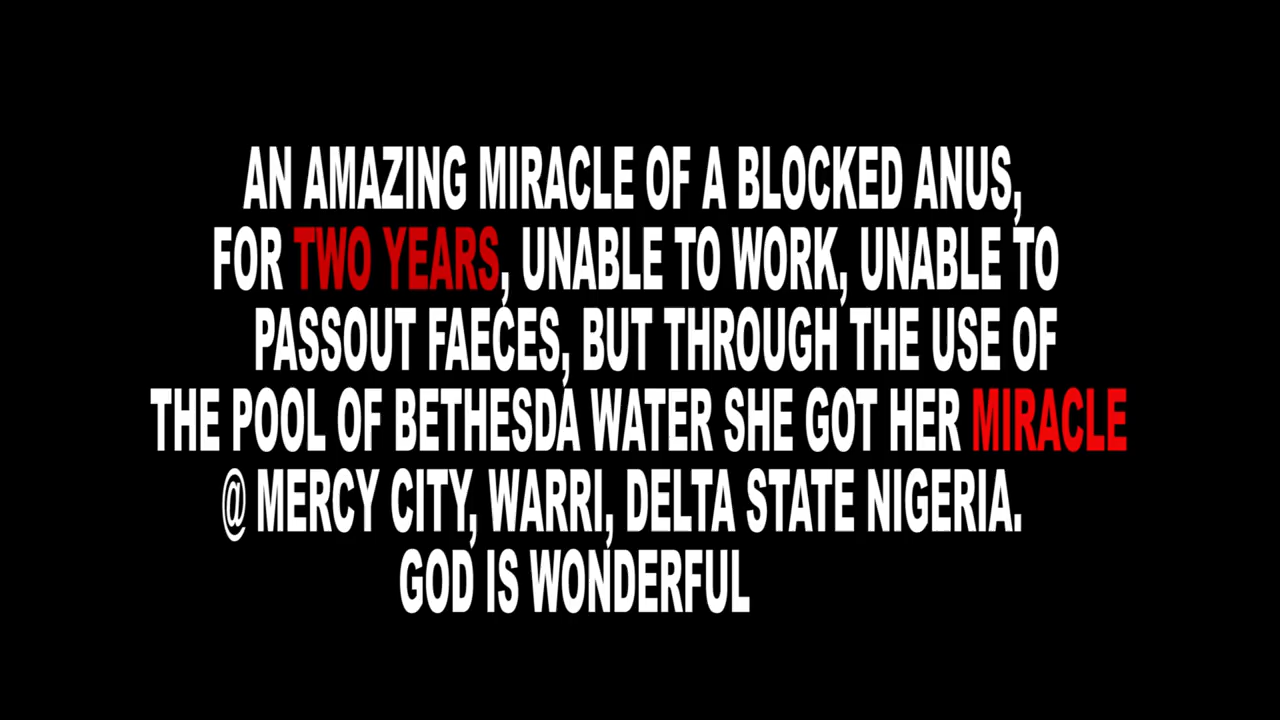 AN AMAZING MIRACLE OF A BLOCKED ANUS,
FOR TWO YEARS, UNABLE TO WORK, UNABLE TO
PASSOUT FAECES, BUT THROUGH THE USE OF
THE POOL OF BETHESDA WATER SHE GOT HER MIRACLE
@ MERCY CITY, WARRI, DELTA STATE NIGERIA.
GOD IS WONDERFUL